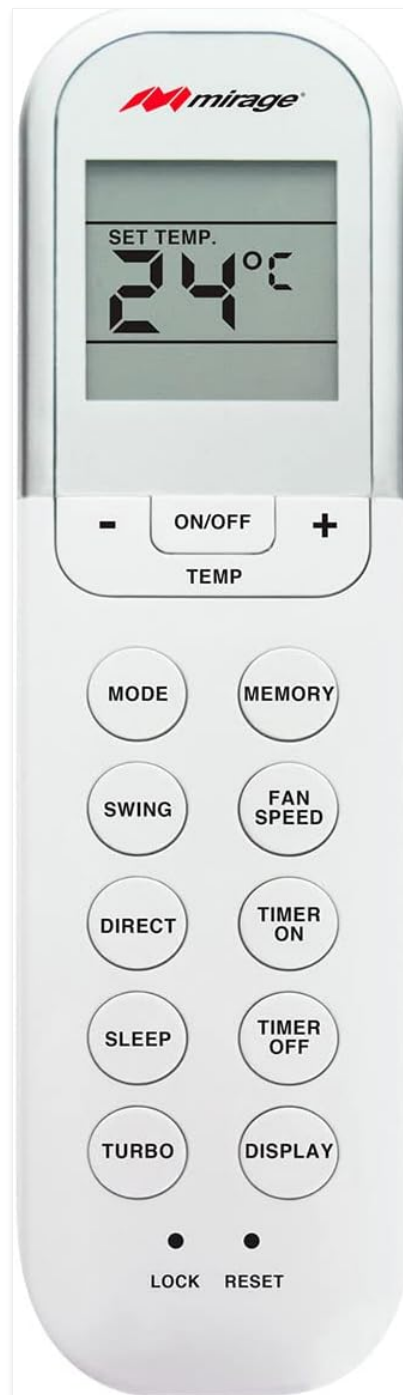 mirage®
SET TEMP.
24°C
- ON/OFF +
TEMP
MODE MEMORY
SWING FAN SPEED
DIRECT TIMER ON
SLEEP TIMER OFF
TURBO DISPLAY
LOCK RESET